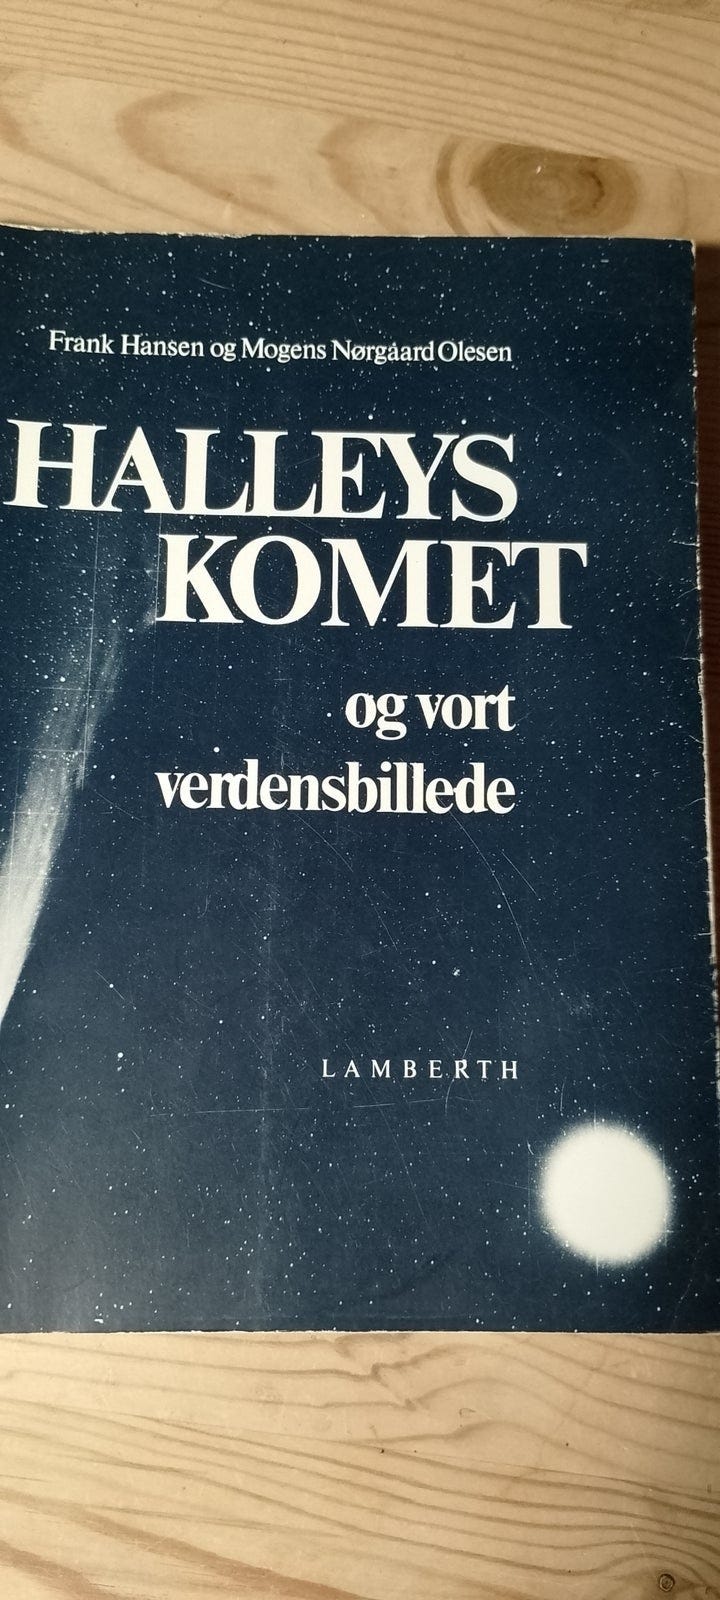 Frank Hansen og Mogens Nørgaard Olesen
HALLEYS
KOMET
og vort
verdensbillede
LAMBERTH